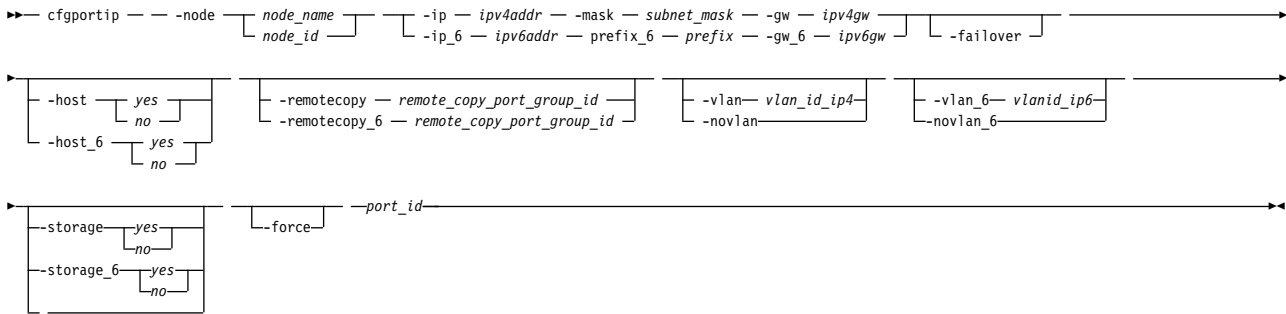 cfgportip -node node_name -ip ipv4addr -mask subnet_mask -gw ipv4gw
node_id -ip_6 ipv6addr prefix_6 prefix -gw_6 ipv6gw -failover
-host yes -remotecopy remote_copy_port_group_id -vlan vlan_id_ip4 -vlan_6 vlanid_ip6
no -remotecopy_6 remote_copy_port_group_id -novlan -novlan_6
-host_6 yes
no
-storage yes -force port_id
no
-storage_6 yes
no